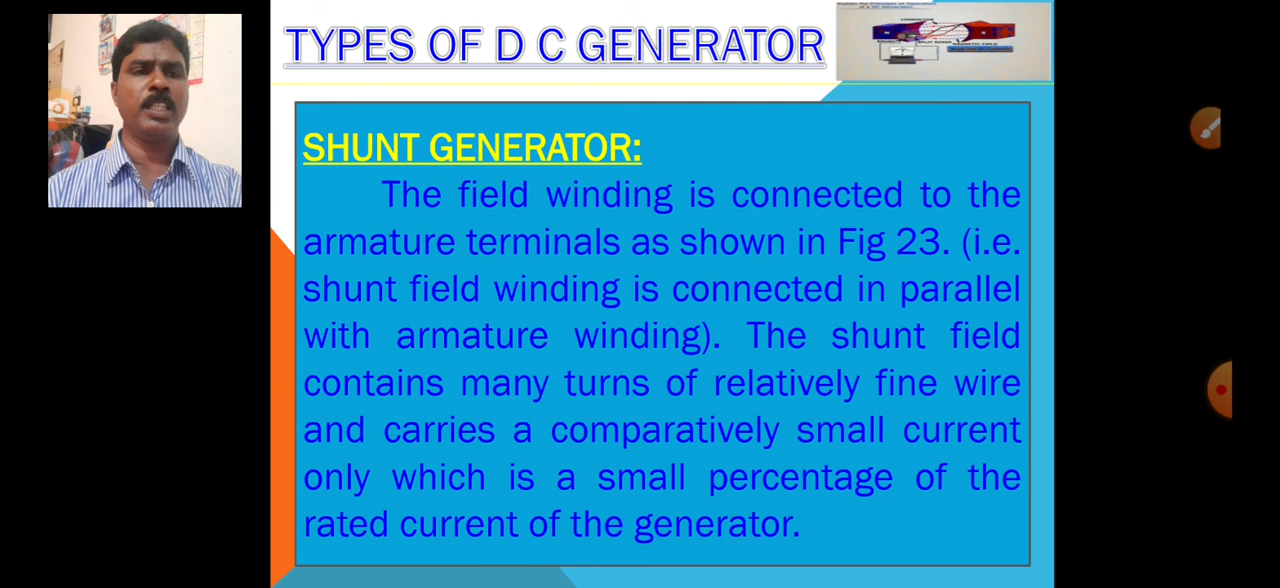 TYPES OF D C GENERATOR
SHUNT GENERATOR:
The field winding is connected to the
armature terminals as shown in Fig 23. (i.e.
shunt field winding is connected in parallel
with armature winding). The shunt field
contains many turns of relatively fine wire
and carries a comparatively small current
only which is a small percentage of the
rated current of the generator.